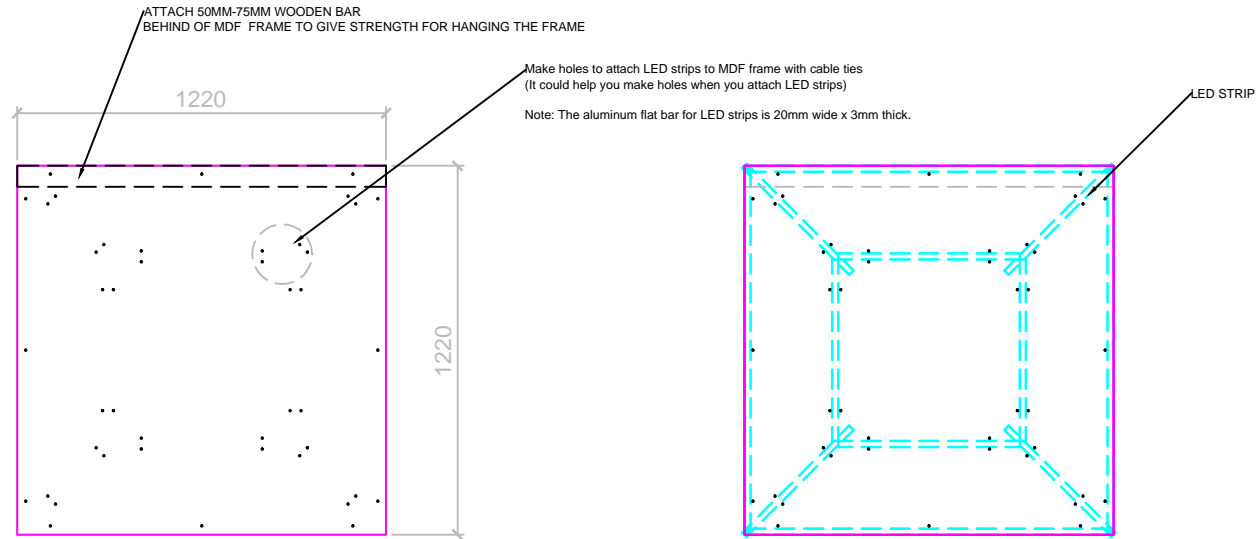 ATTACH 50MM-75MM WOODEN BAR
BEHIND OF MDF FRAME TO GIVE STRENGTH FOR HANGING THE FRAME
Make holes to attach LED strips to MDF frame with cable ties
(It could help you make holes when you attach LED strips)
Note: The aluminum flat bar for LED strips is 20mm wide x 3mm thick.
LED STRIP
1220
1220